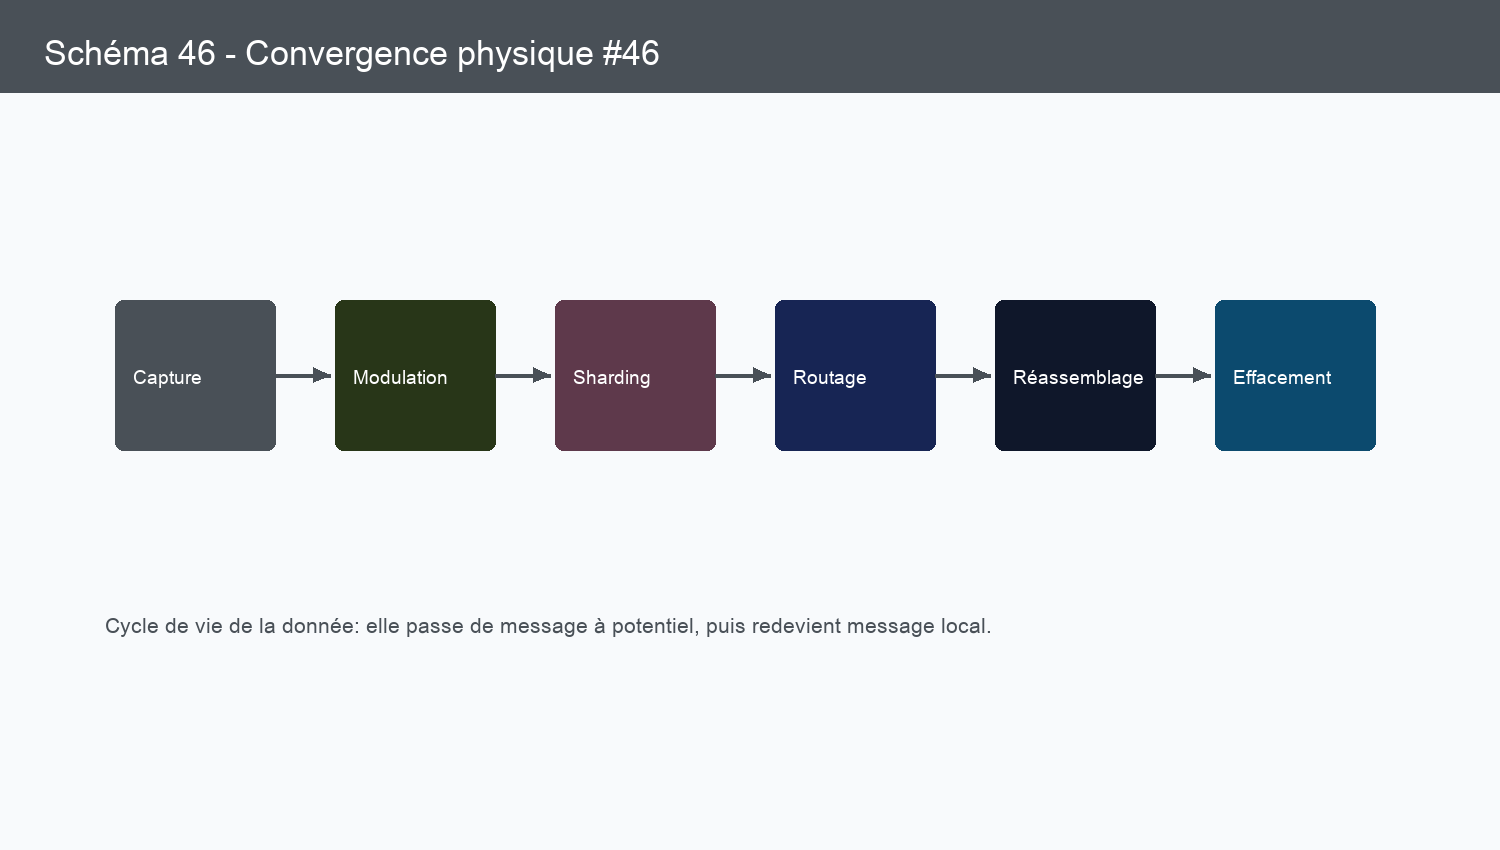 Schéma 46 - Convergence physique #46
Capture
Modulation
Sharding
Routage
Réassemblage
Effacement
Cycle de vie de la donnée: elle passe de message à potentiel, puis redevient message local.